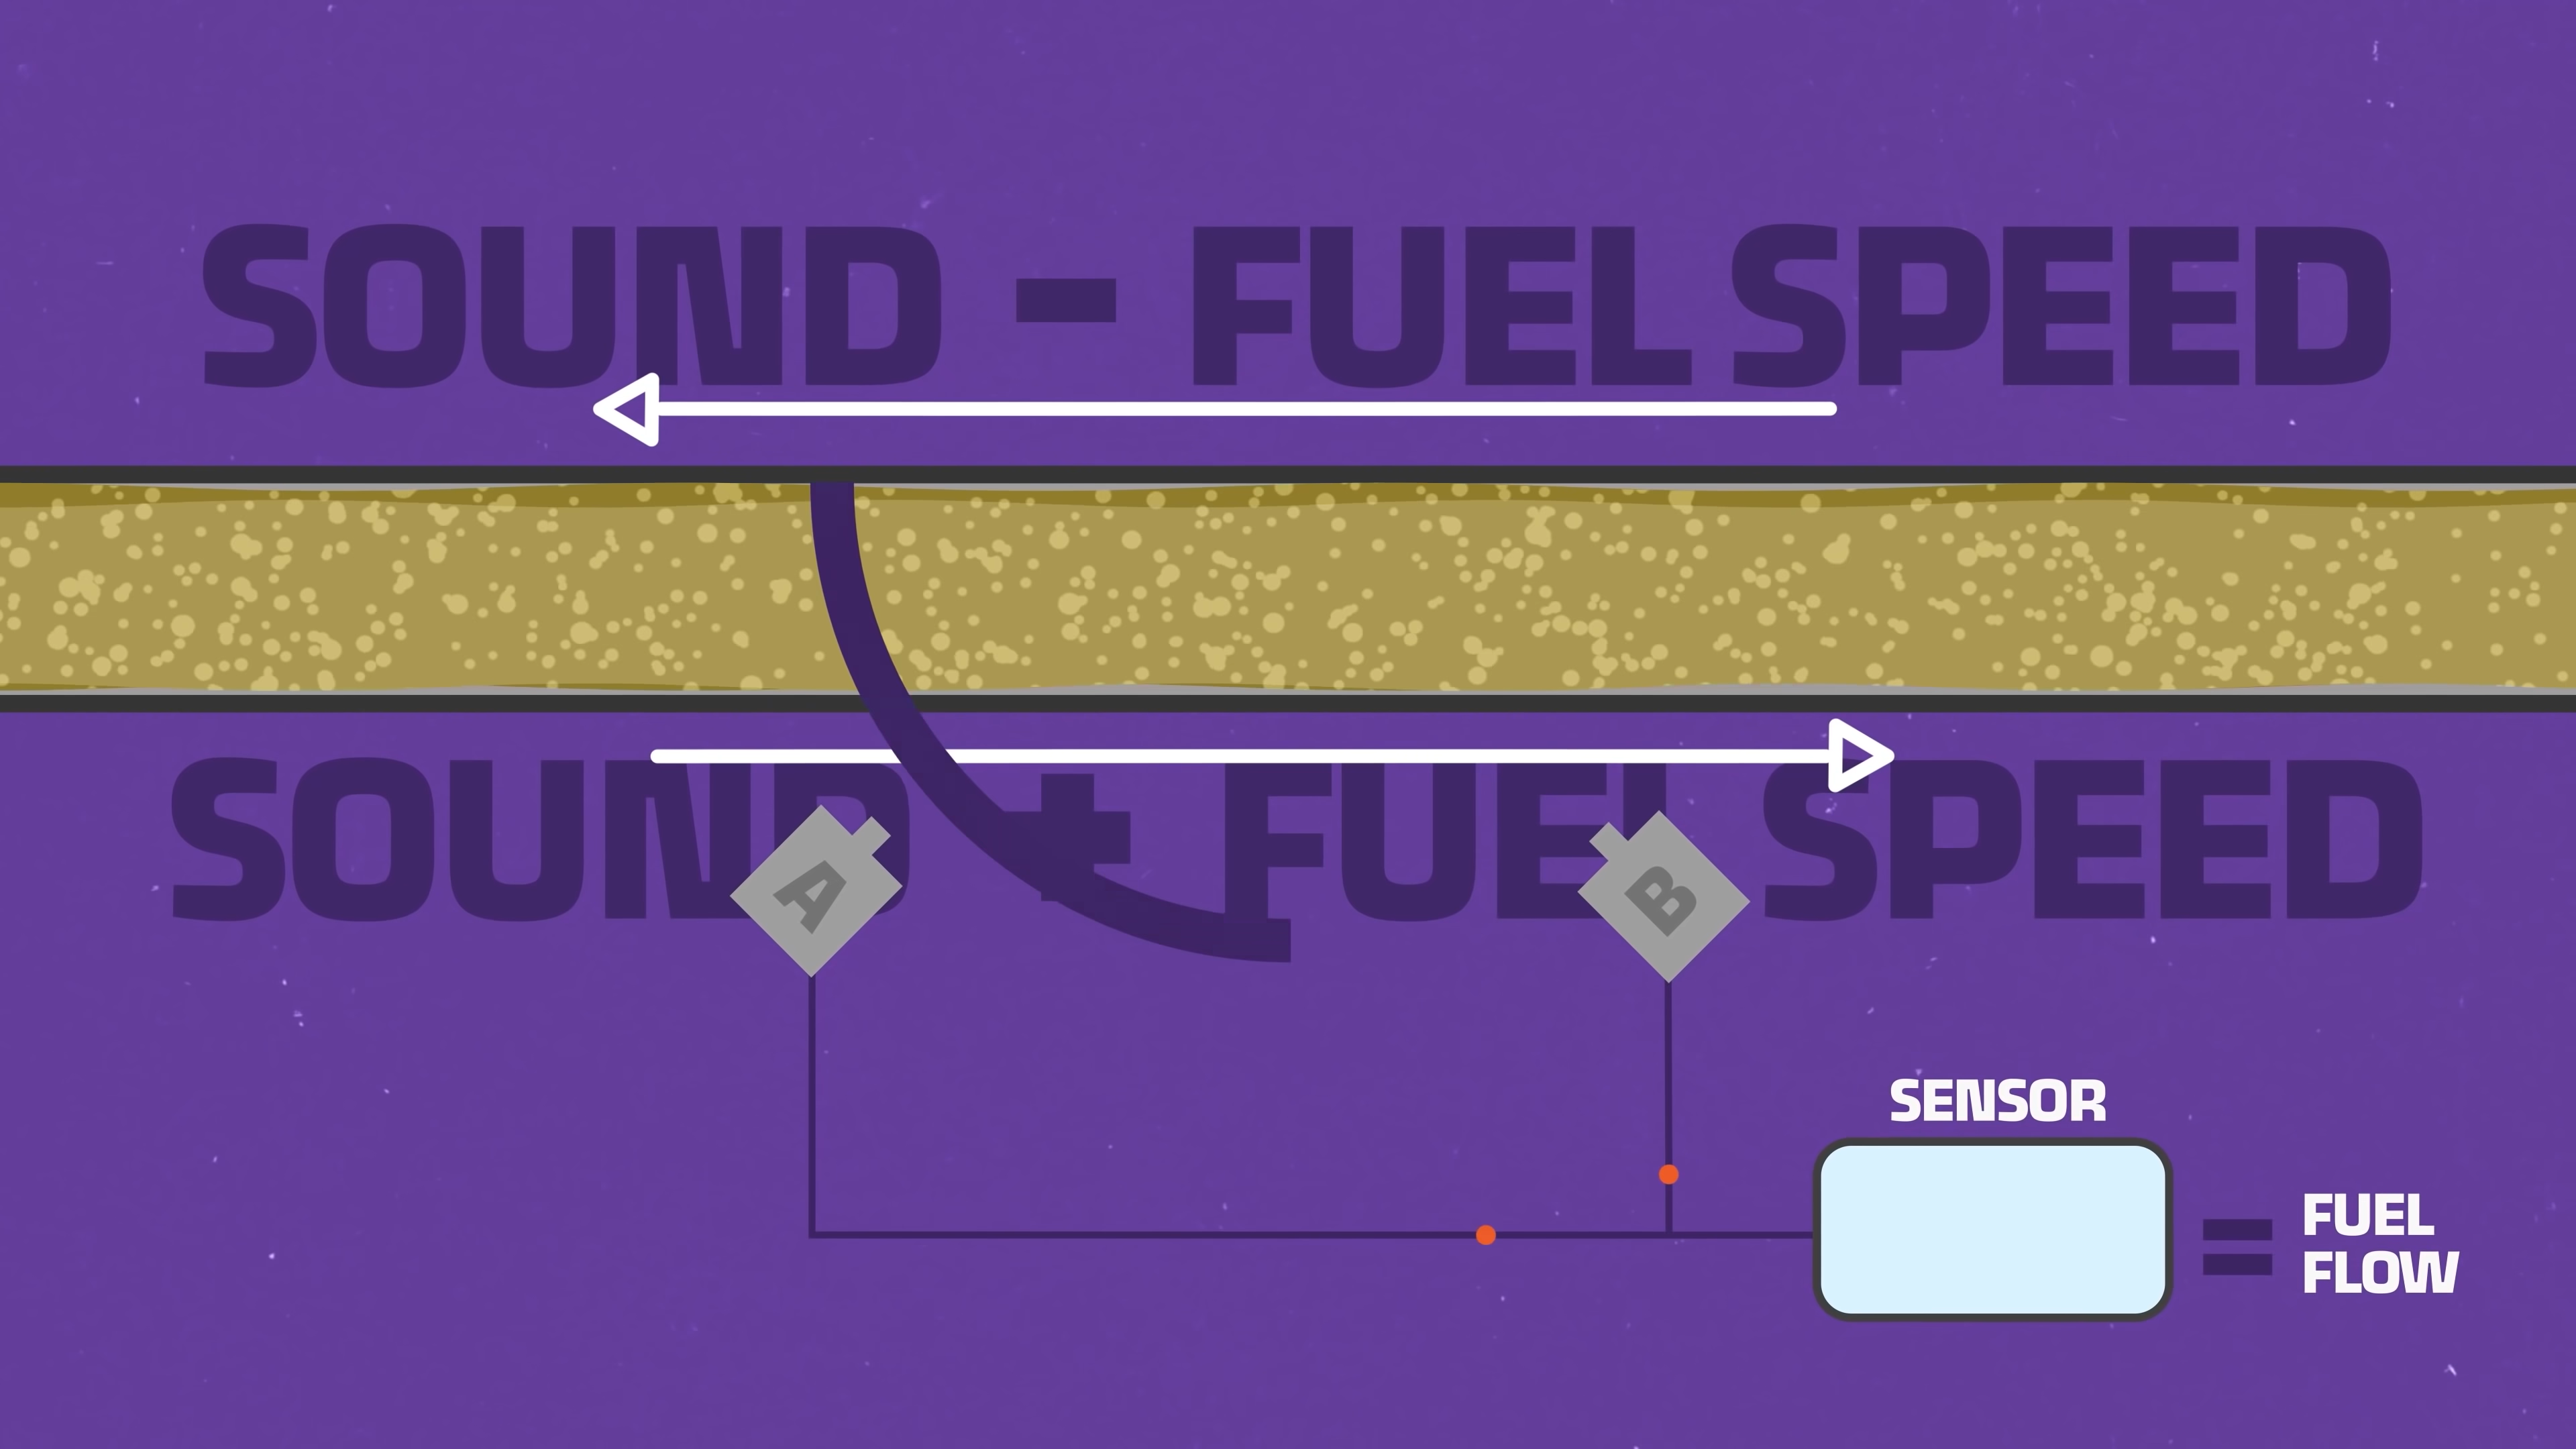 SOUND - FUEL SPEED
SOUND + FUEL SPEED
A
B
SENSOR
= FUEL
FLOW